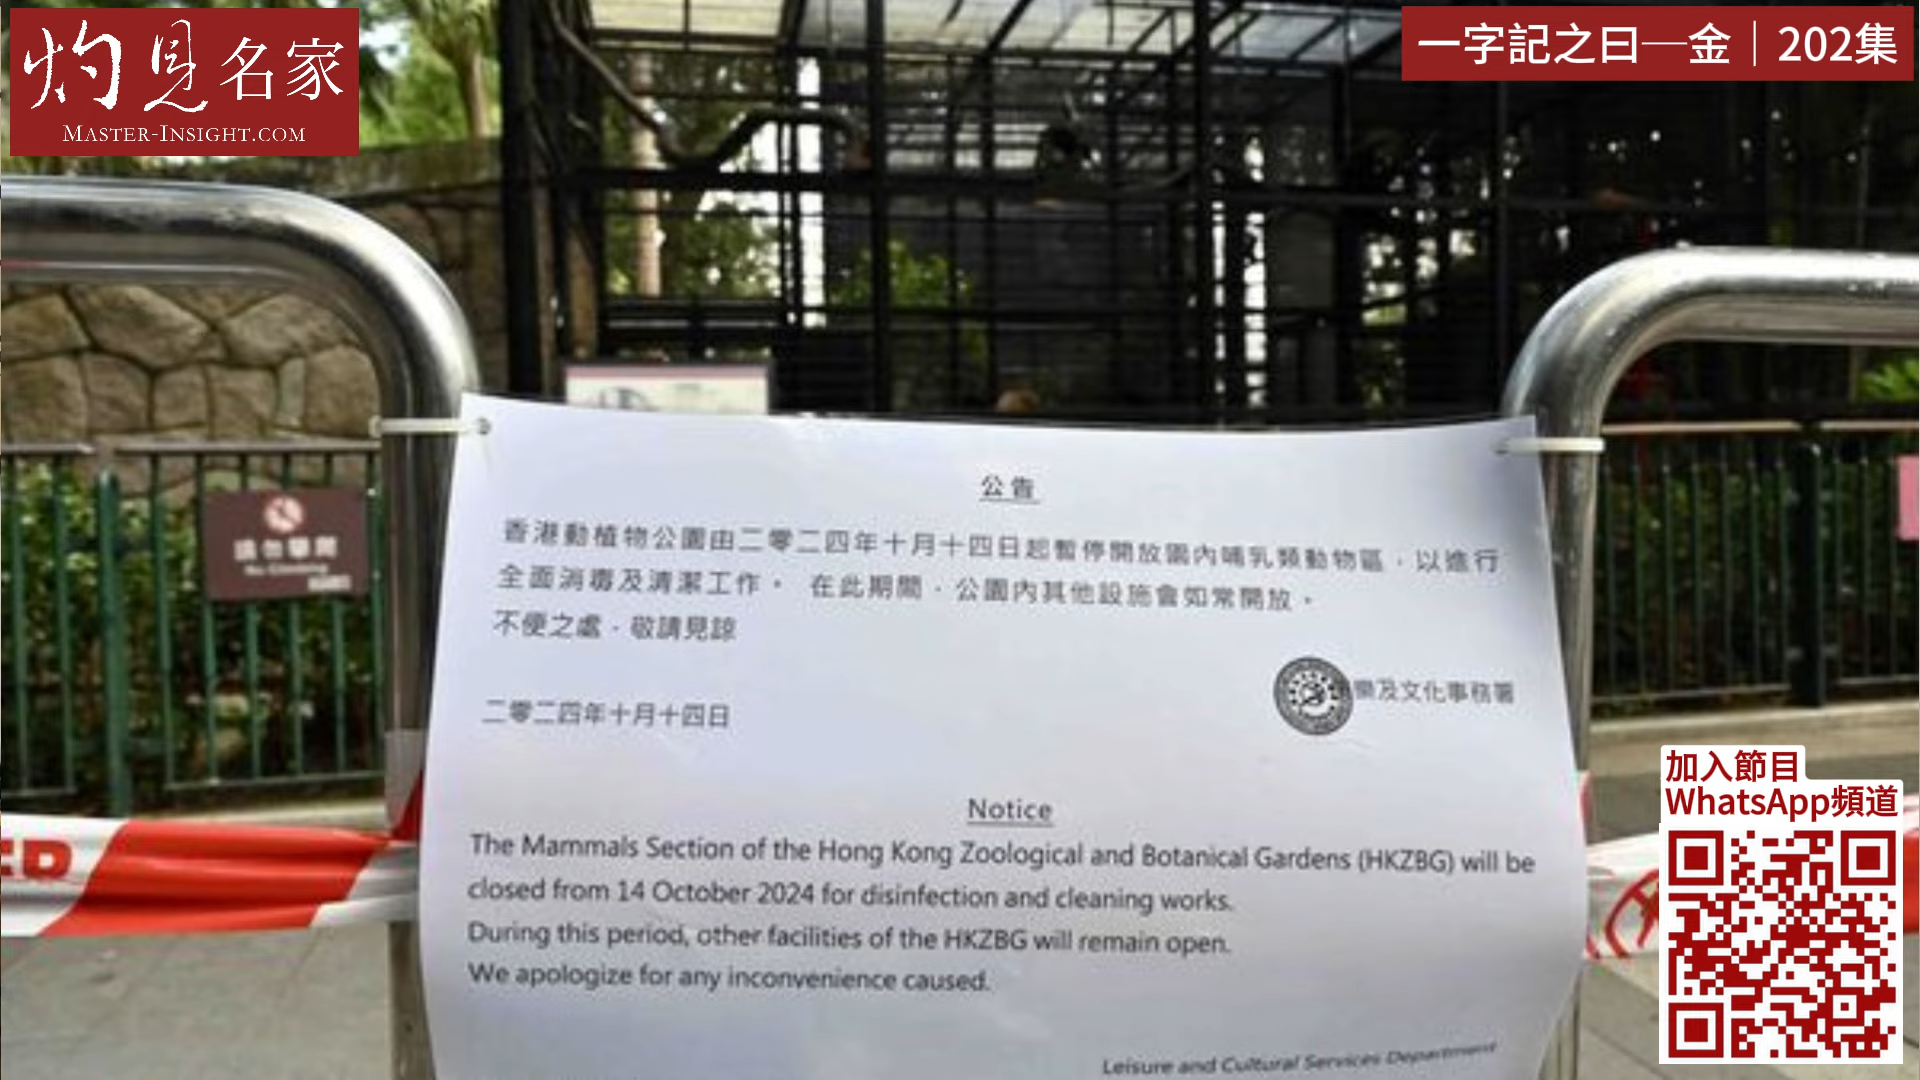 灼見名家
MASTER-INSIGHT.COM
一字記之曰—金｜202集
公告
香港動植物公園由二零二四年十月十四日起暫停開放園內哺乳類動物區，以進行
全面消毒及清潔工作。 在此期間，公園內其他設施會如常開放。
不便之處，敬請見諒
樂及文化事務署
二零二四年十月十四日
Notice
The Mammals Section of the Hong Kong Zoological and Botanical Gardens (HKZBG) will be
closed from 14 October 2024 for disinfection and cleaning works.
During this period, other facilities of the HKZBG will remain open.
We apologize for any inconvenience caused.
Leisure and Cultural Services Department
請勿攀爬
No Climbing
ER
加入節目
WhatsApp頻道